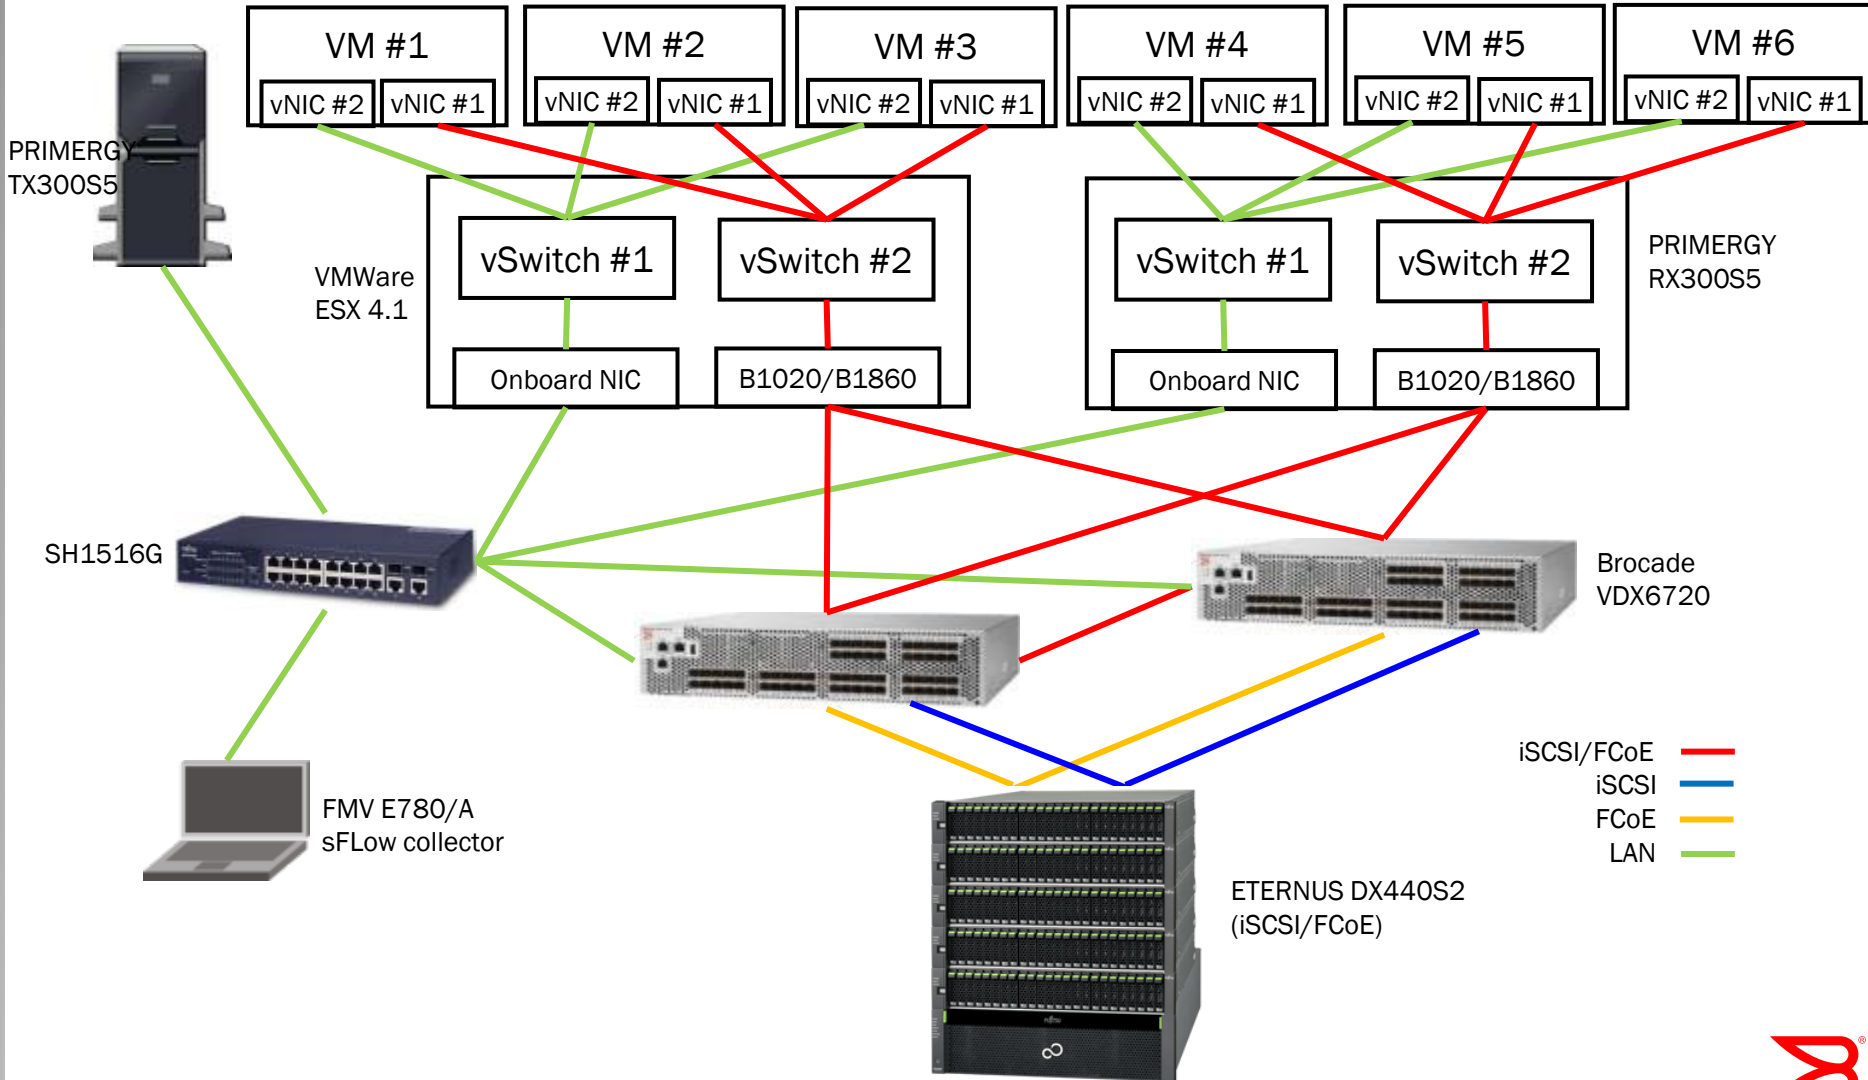 VM #1
VM #2
VM #3
VM #4
VM #5
VM #6
vNIC #2
vNIC #1
vNIC #2
vNIC #1
vNIC #2
vNIC #1
vNIC #2
vNIC #1
vNIC #2
vNIC #1
vNIC #2
vNIC #1
PRIMERGY
TX300S5
VMWare
ESX 4.1
vSwitch #1
vSwitch #2
vSwitch #1
vSwitch #2
PRIMERGY
RX300S5
Onboard NIC
B1020/B1860
Onboard NIC
B1020/B1860
SH1516G
Brocade
VDX6720
FMV E780/A
sFLow collector
iSCSI/FCoE
iSCSI
FCoE
LAN
ETERNUS DX440S2
(iSCSI/FCoE)
®